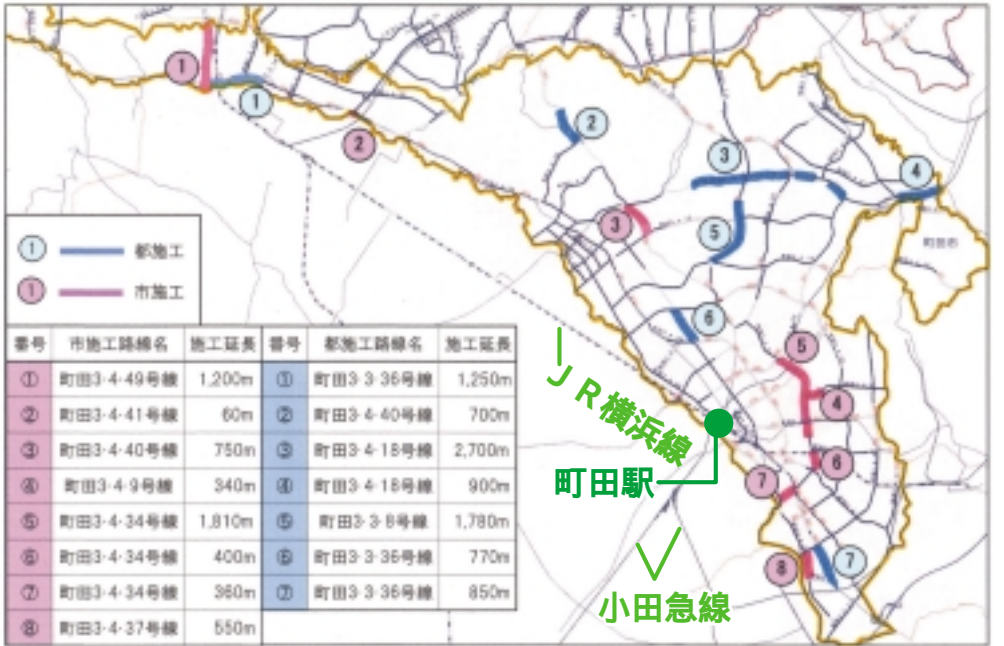 1
1
2
2
3
4
3
5
町田市
1 都施工
1 市施工
6
5
4
6
7
8
7
JR横浜線
町田駅
小田急線
番号 市施工路線名 施工延長 番号 都施工路線名 施工延長
① 町田3・4・49号線 1,200m ① 町田3・3・36号線 1,250m
② 町田3・4・41号線 60m ② 町田3・4・40号線 700m
③ 町田3・4・40号線 750m ③ 町田3・4・18号線 2,700m
④ 町田3・4・9号線 340m ④ 町田3・4・18号線 900m
⑤ 町田3・4・34号線 1,810m ⑤ 町田3・3・8号線 1,780m
⑥ 町田3・4・34号線 400m ⑥ 町田3・3・36号線 770m
⑦ 町田3・4・34号線 360m ⑦ 町田3・3・36号線 850m
⑧ 町田3・4・37号線 550m